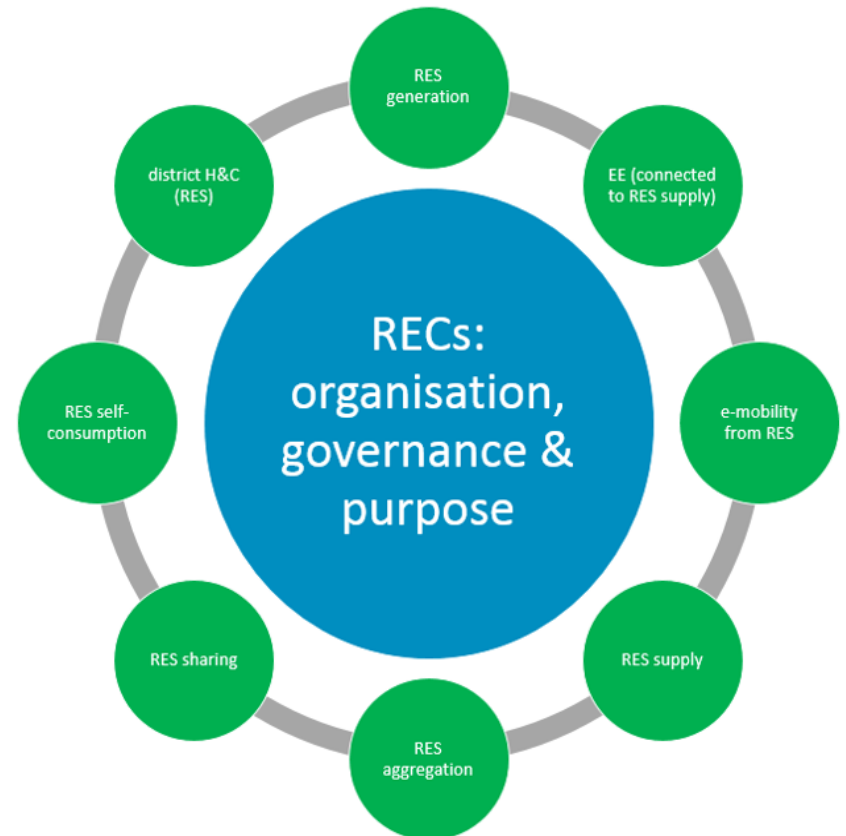 RES
generation
EE (connected
to RES supply)
e-mobility
from RES
RES supply
RES
aggregation
RES sharing
RES self-
consumption
district H&C
(RES)
RECs:
organisation,
governance &
purpose